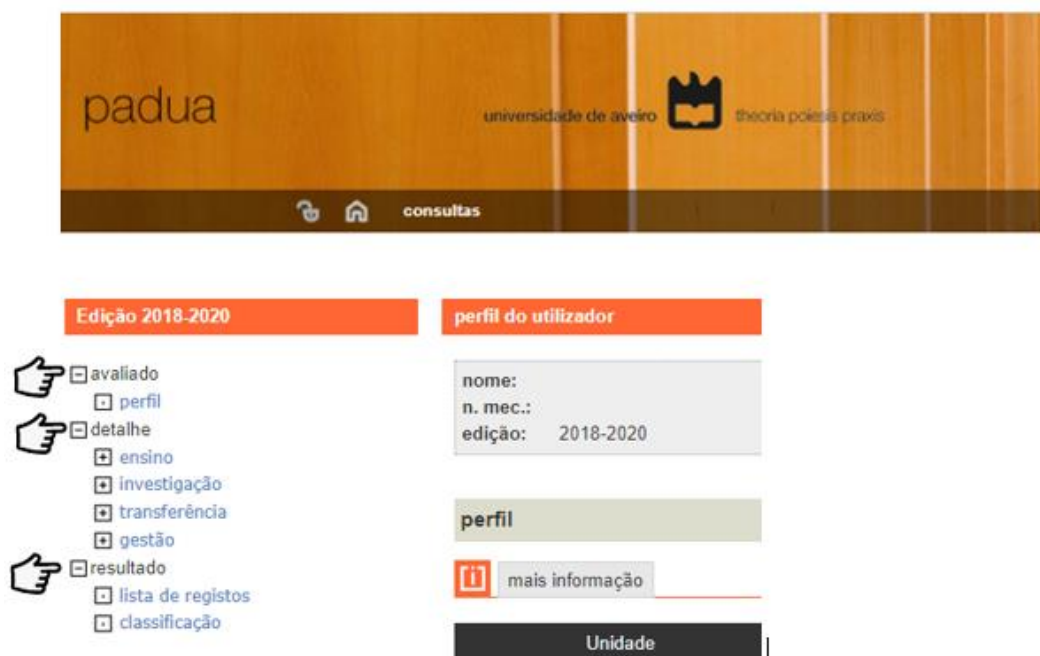 padua
universidade de aveiro
theoria poiesis praxis
consultas
Edição 2018-2020
avaliado
perfil
detalhe
ensino
investigação
transferência
gestão
resultado
lista de registos
classificação
perfil do utilizador
nome:
n. mec.:
edição: 2018-2020
perfil
[i] mais informação
Unidade